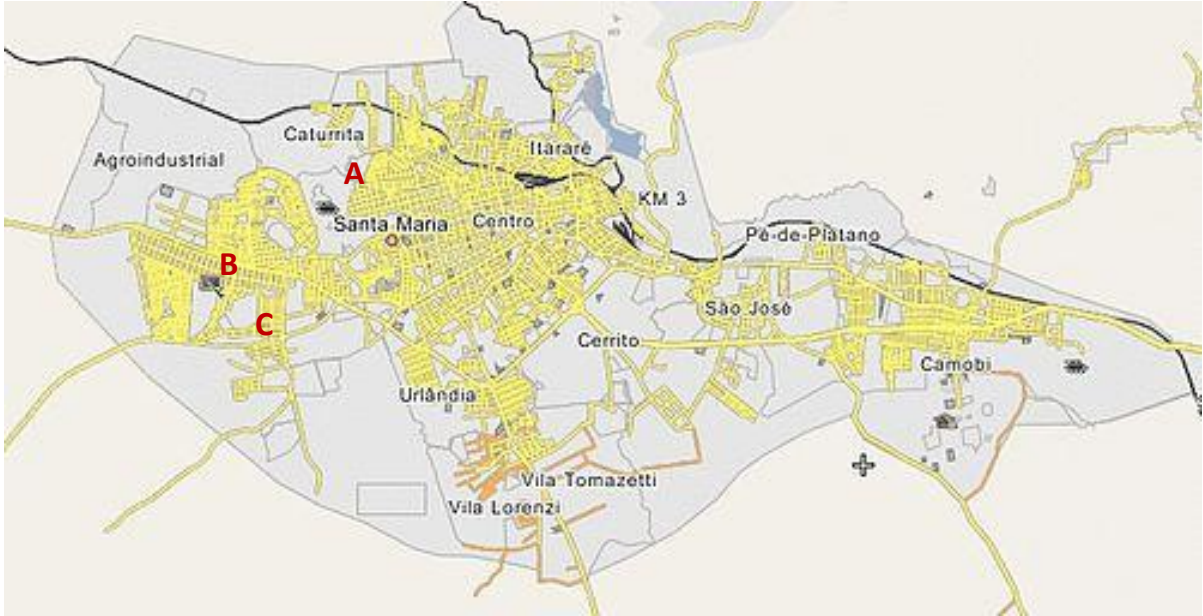 Caturrita
Itararé
Agroindustrial
A
KM 3
Santa Maria
Centro
Pé-de-Plátano
B
São José
C
Cerrito
Camobi
Urlândia
Vila Tomazetti
Vila Lorenzi